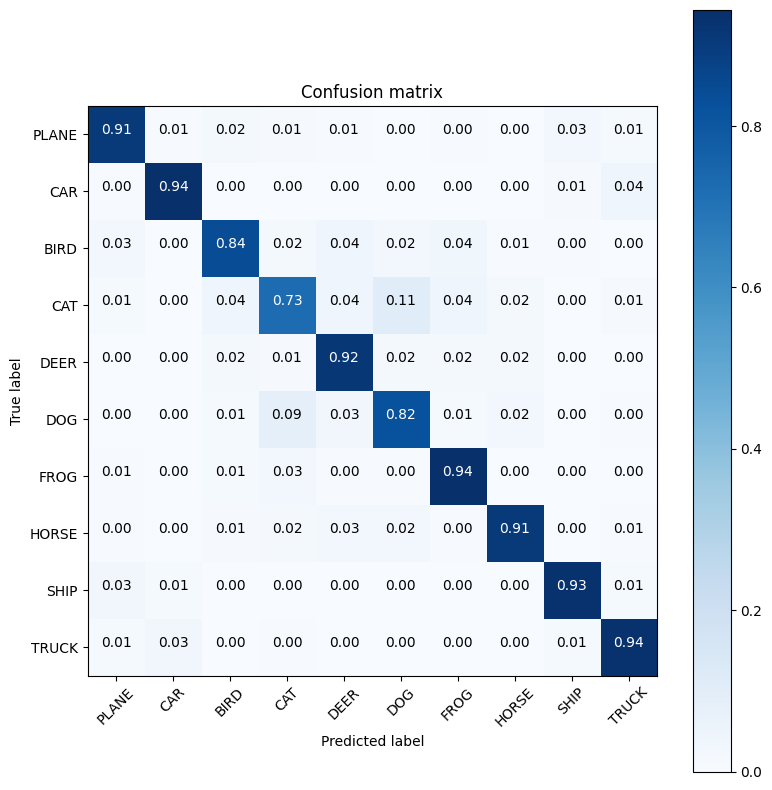 Confusion matrix
PLANE 0.91 0.01 0.02 0.01 0.01 0.00 0.00 0.00 0.03 0.01
CAR 0.00 0.94 0.00 0.00 0.00 0.00 0.00 0.00 0.01 0.04
BIRD 0.03 0.00 0.84 0.02 0.04 0.02 0.04 0.01 0.00 0.00
CAT 0.01 0.00 0.04 0.73 0.04 0.11 0.04 0.02 0.00 0.01
DEER 0.00 0.00 0.02 0.01 0.92 0.02 0.02 0.02 0.00 0.00
DOG 0.00 0.00 0.01 0.09 0.03 0.82 0.01 0.02 0.00 0.00
FROG 0.01 0.00 0.01 0.03 0.00 0.00 0.94 0.00 0.00 0.00
HORSE 0.00 0.00 0.01 0.02 0.03 0.02 0.00 0.91 0.00 0.01
SHIP 0.03 0.01 0.00 0.00 0.00 0.00 0.00 0.00 0.93 0.01
TRUCK 0.01 0.03 0.00 0.00 0.00 0.00 0.00 0.00 0.01 0.94
PLANE CAR BIRD CAT DEER DOG FROG HORSE SHIP TRUCK
Predicted label
True label
0.8
0.6
0.4
0.2
0.0